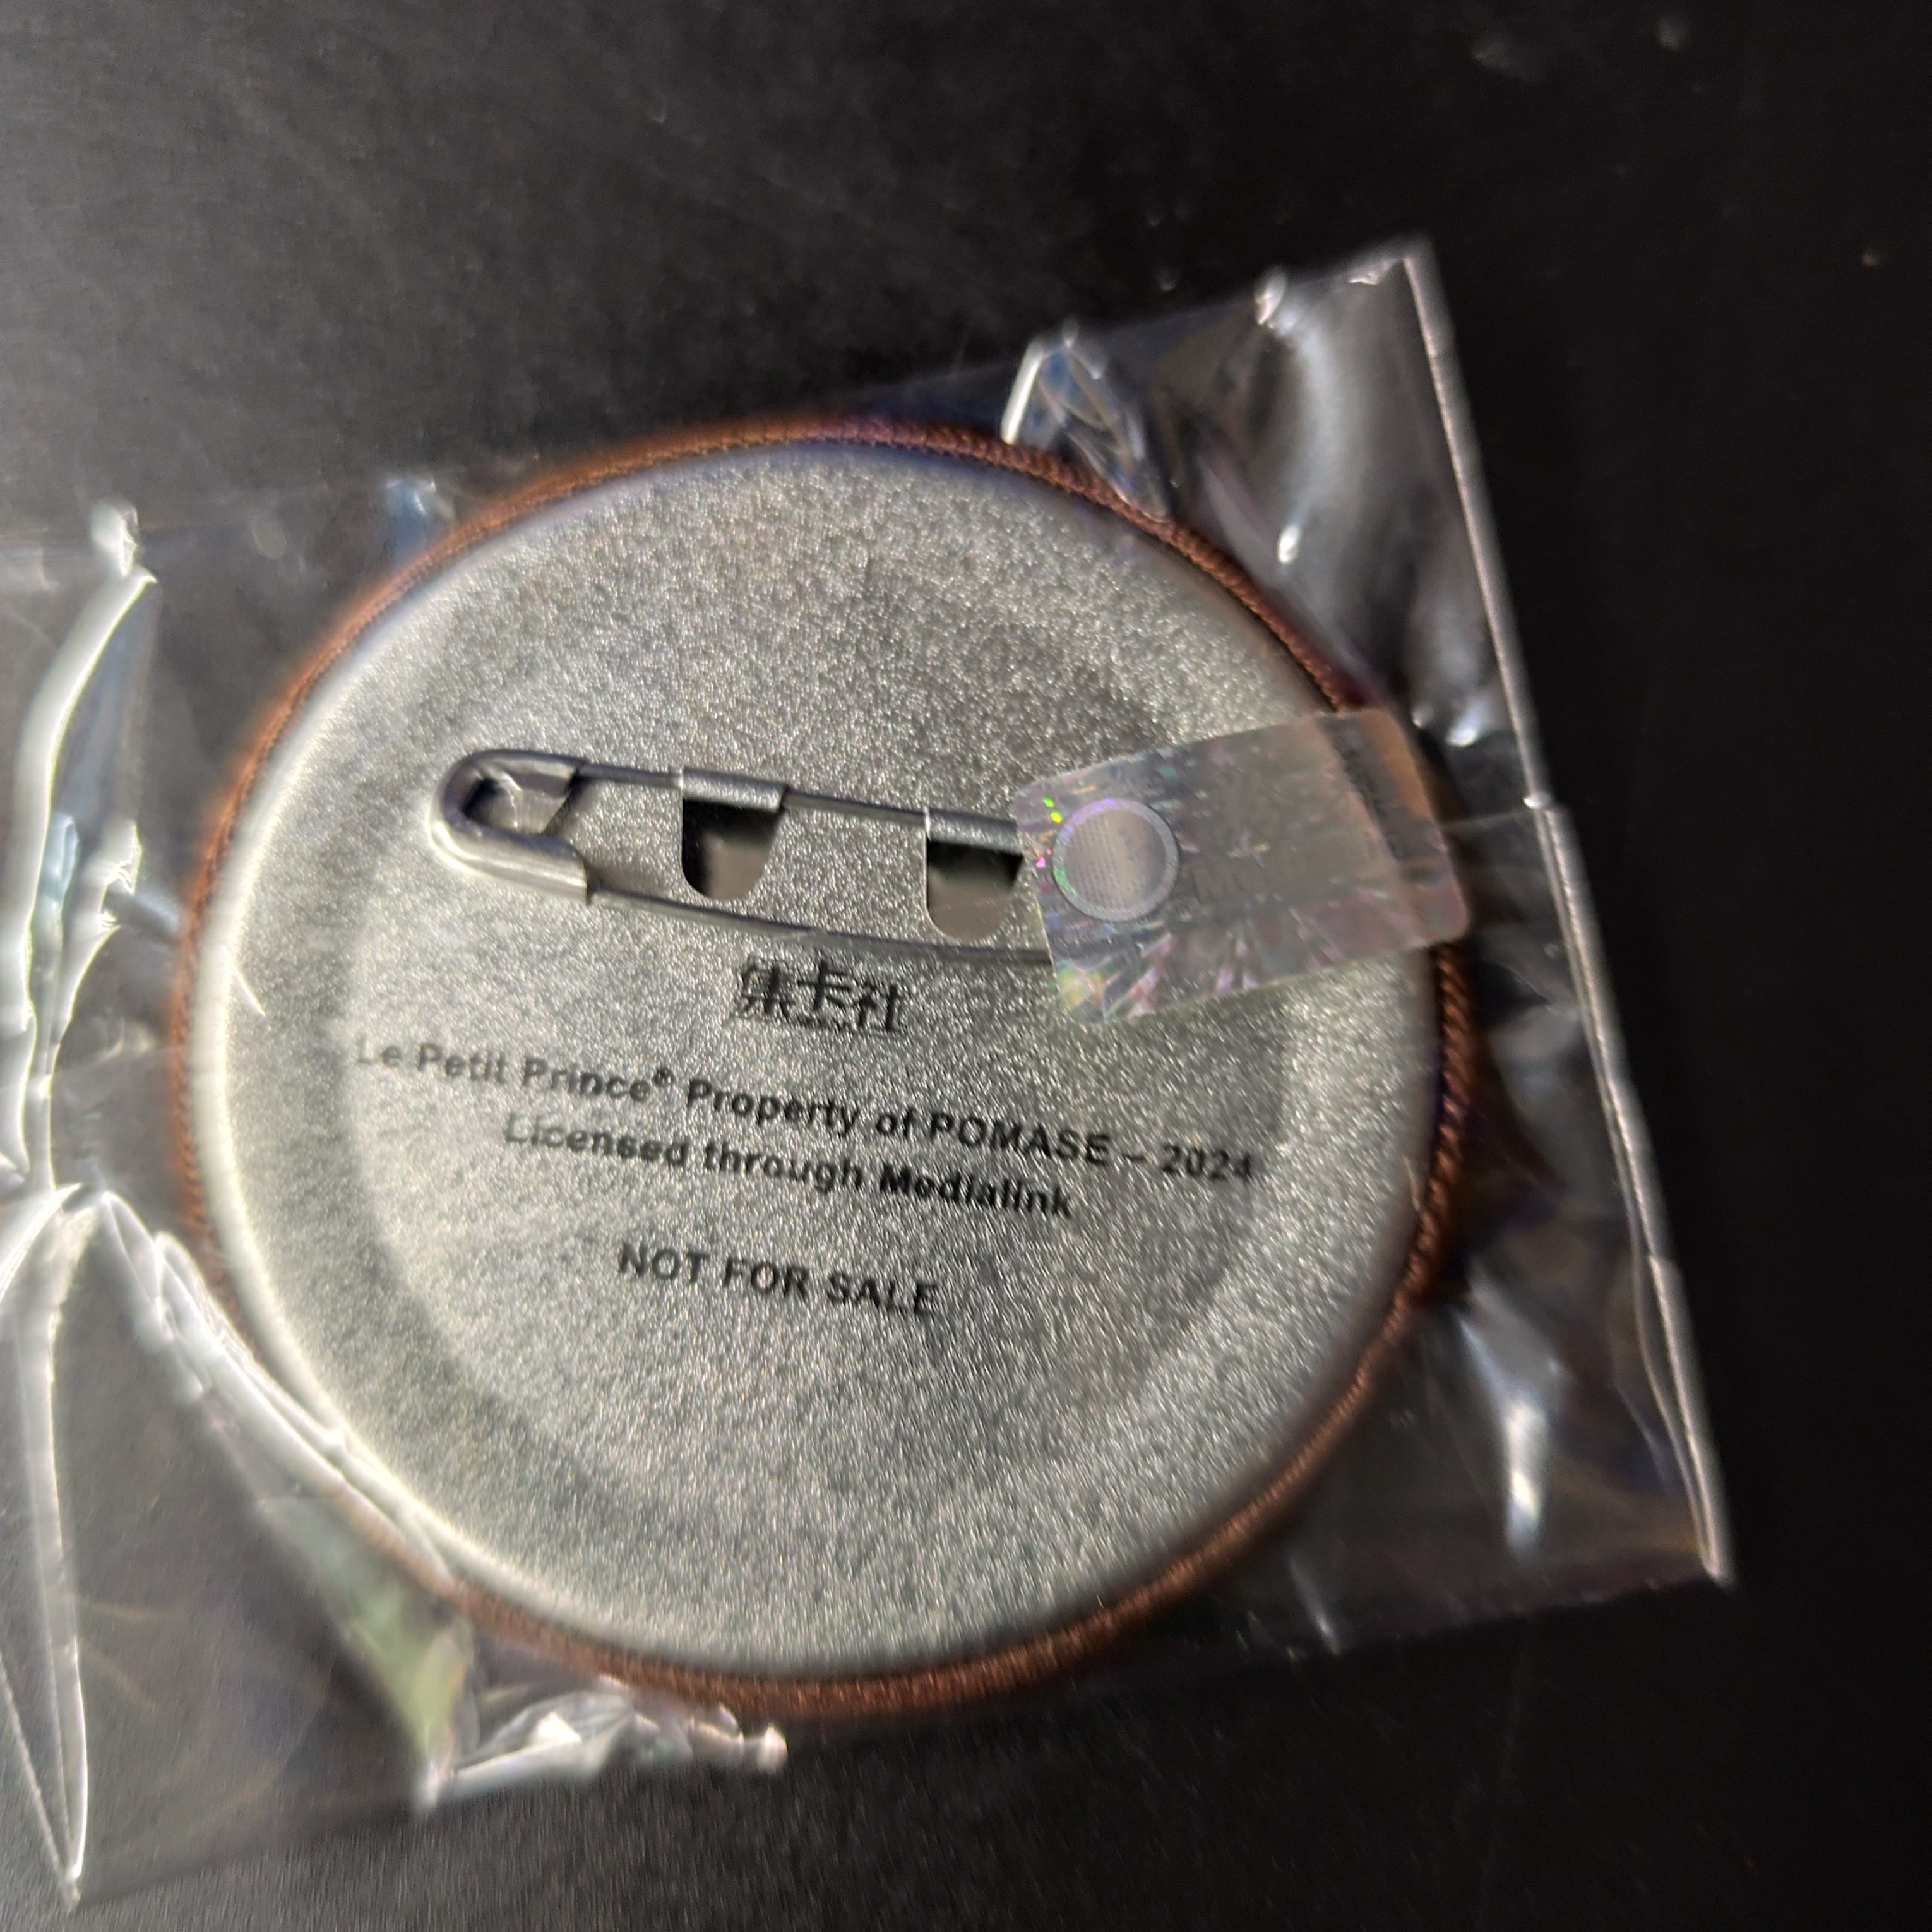 集卡社
Le Petit Prince® Property of POMASE – 2024
Licensed through Medialink
NOT FOR SALE